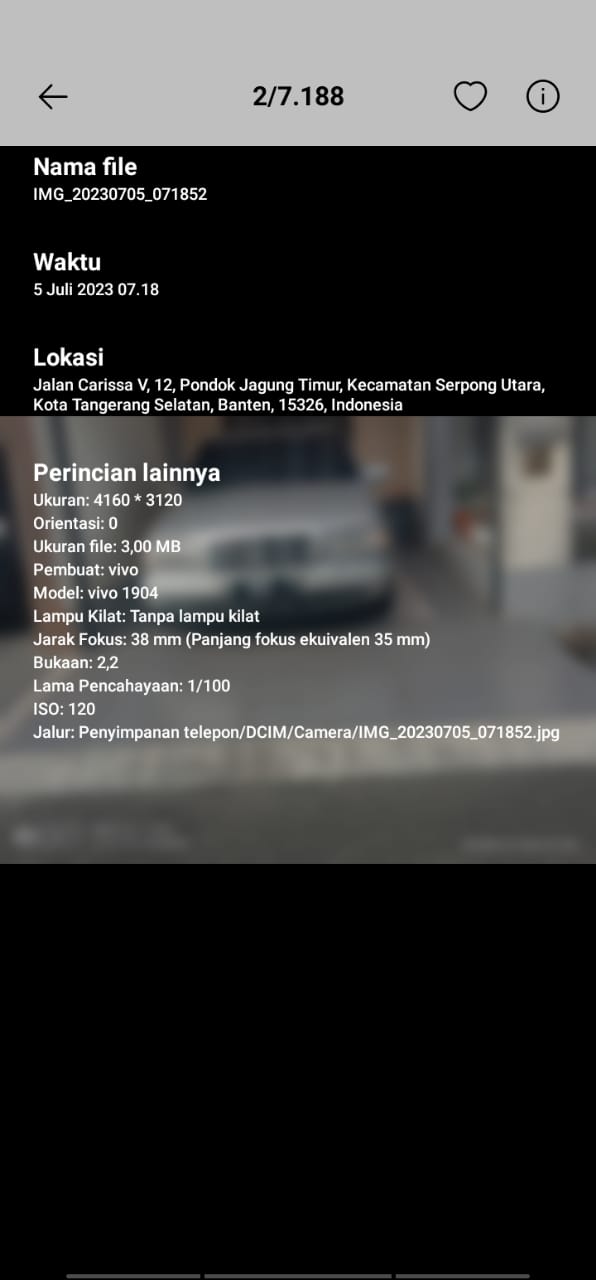 2/7.188
Nama file
IMG_20230705_071852
Waktu
5 Juli 2023 07.18
Lokasi
Jalan Carissa V, 12, Pondok Jagung Timur, Kecamatan Serpong Utara,
Kota Tangerang Selatan, Banten, 15326, Indonesia
Perincian lainnya
Ukuran: 4160 * 3120
Orientasi: 0
Ukuran file: 3,00 MB
Pembuat: vivo
Model: vivo 1904
Lampu Kilat: Tanpa lampu kilat
Jarak Fokus: 38 mm (Panjang fokus ekuivalen 35 mm)
Bukaan: 2,2
Lama Pencahayaan: 1/100
ISO: 120
Jalur: Penyimpanan telepon/DCIM/Camera/IMG_20230705_071852.jpg